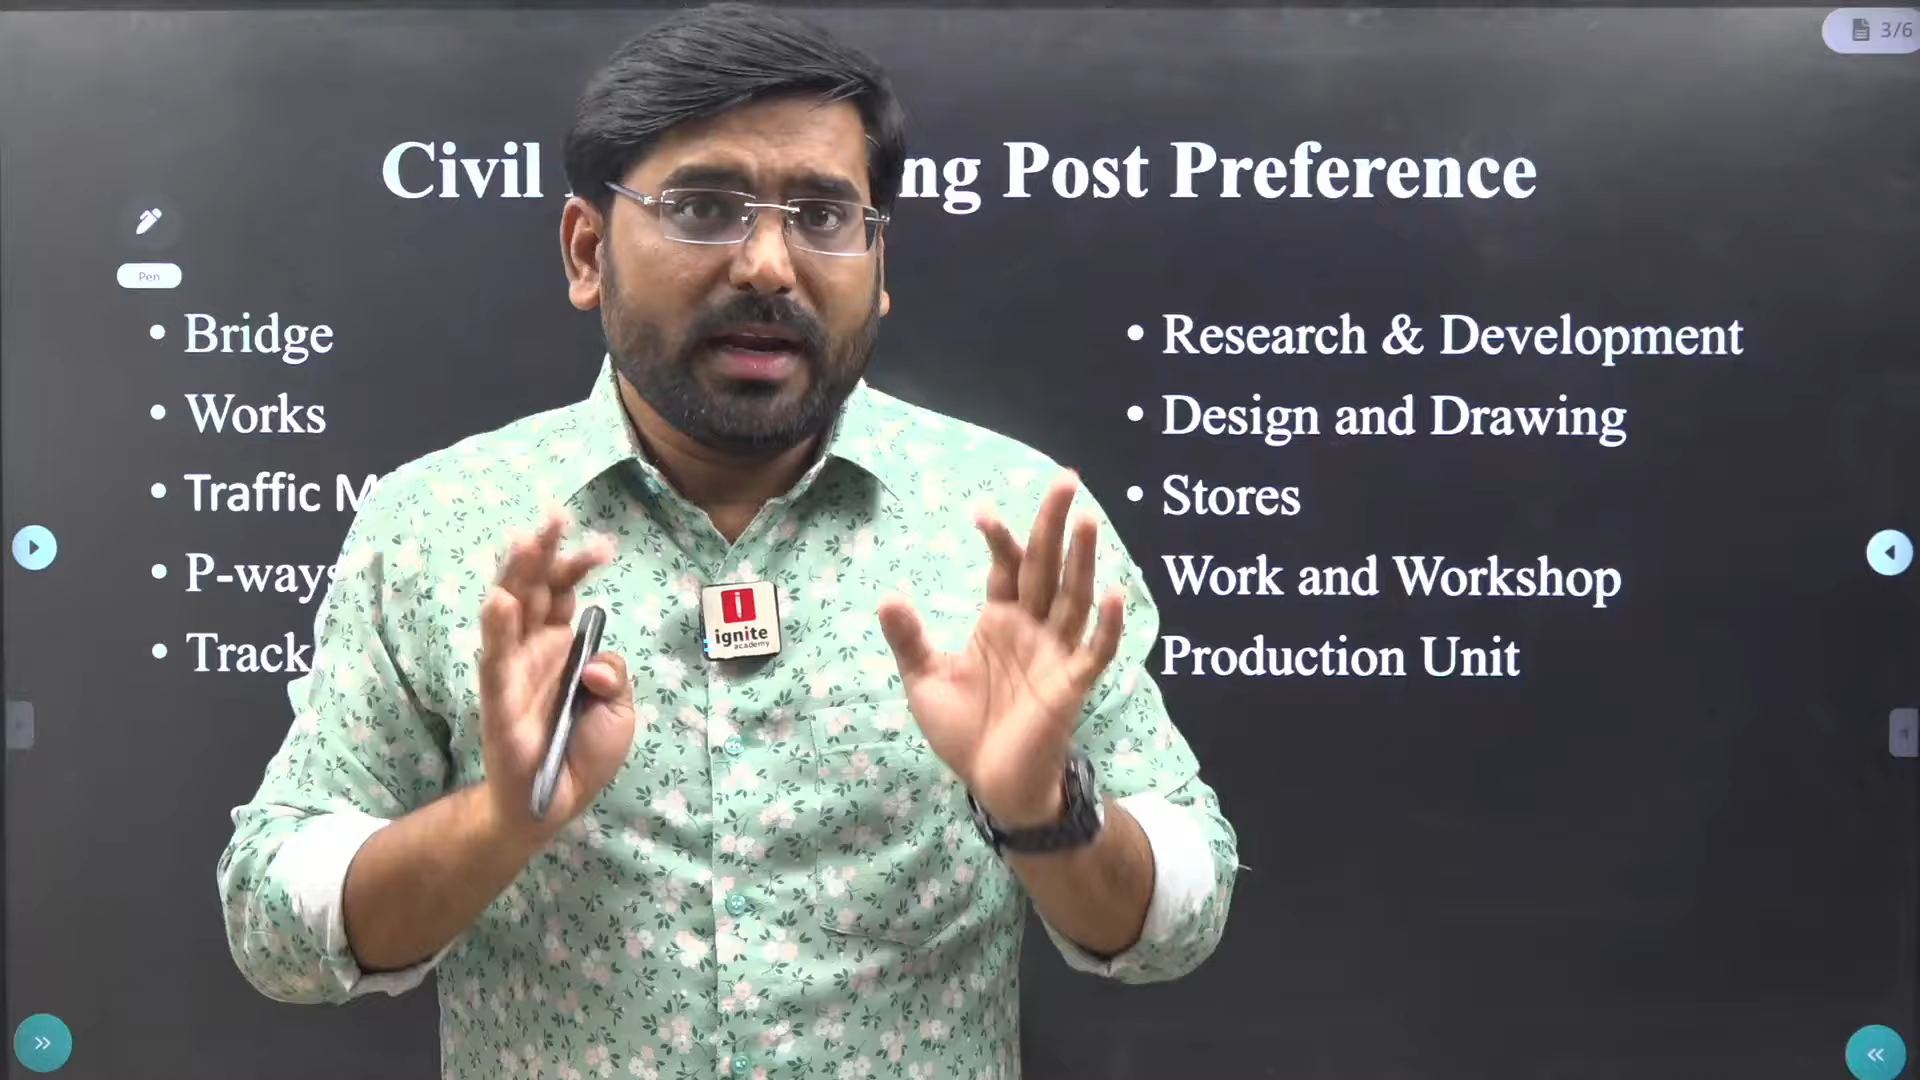 3/6
Civil ng Post Preference
Pen
• Bridge
• Works
• Traffic M
• P-ways
• Track
• Research & Development
• Design and Drawing
• Stores
Work and Workshop
Production Unit
i
ignite
academy